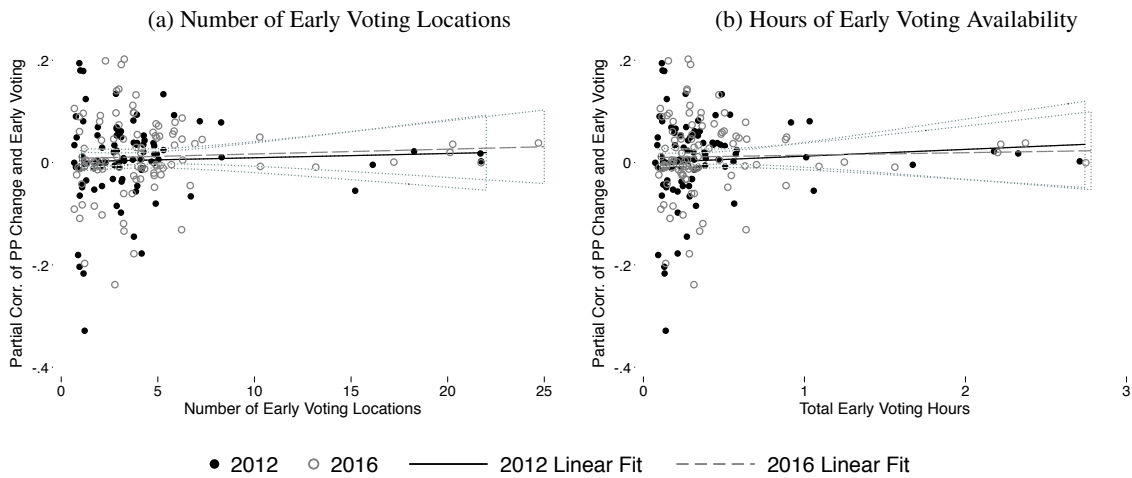 (a) Number of Early Voting Locations
Partial Corr. of PP Change and Early Voting
.2
0
-.2
-.4
0 5 10 15 20 25
Number of Early Voting Locations
(b) Hours of Early Voting Availability
Partial Corr. of PP Change and Early Voting
.2
0
-.2
-.4
0 1 2 3
Total Early Voting Hours
2012 2016 2012 Linear Fit 2016 Linear Fit